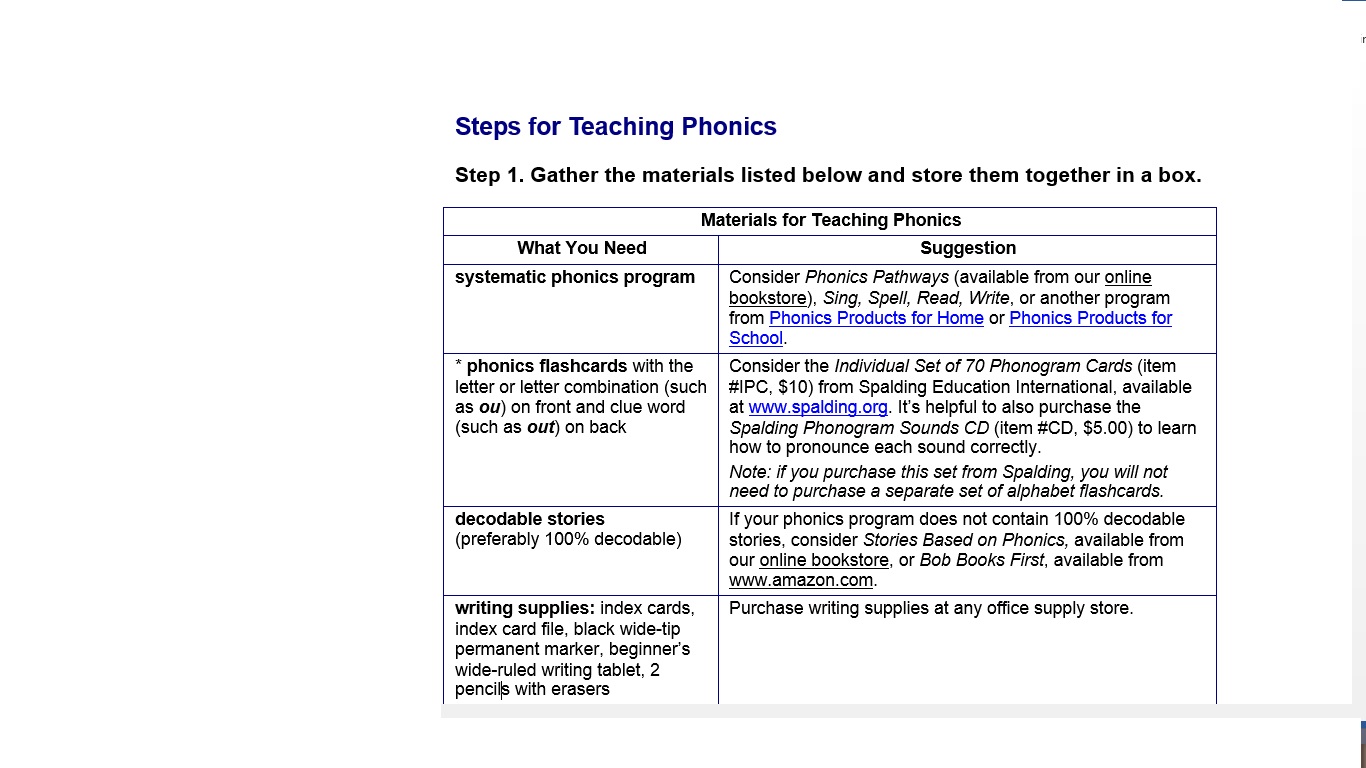 Steps for Teaching Phonics
Step 1. Gather the materials listed below and store them together in a box.
Materials for Teaching Phonics
What You Need
Suggestion
systematic phonics program
Consider Phonics Pathways (available from our online
bookstore), Sing, Spell, Read, Write, or another program
from Phonics Products for Home or Phonics Products for
School.
* phonics flashcards with the
letter or letter combination (such
as ou) on front and clue word
(such as out) on back
Consider the Individual Set of 70 Phonogram Cards (item
#IPC, $10) from Spalding Education International, available
at www.spalding.org. It’s helpful to also purchase the
Spalding Phonogram Sounds CD (item #CD, $5.00) to learn
how to pronounce each sound correctly.
Note: if you purchase this set from Spalding, you will not
need to purchase a separate set of alphabet flashcards.
decodable stories
(preferably 100% decodable)
If your phonics program does not contain 100% decodable
stories, consider Stories Based on Phonics, available from
our online bookstore, or Bob Books First, available from
www.amazon.com.
writing supplies: index cards,
index card file, black wide-tip
permanent marker, beginner’s
wide-ruled writing tablet, 2
pencils with erasers
Purchase writing supplies at any office supply store.